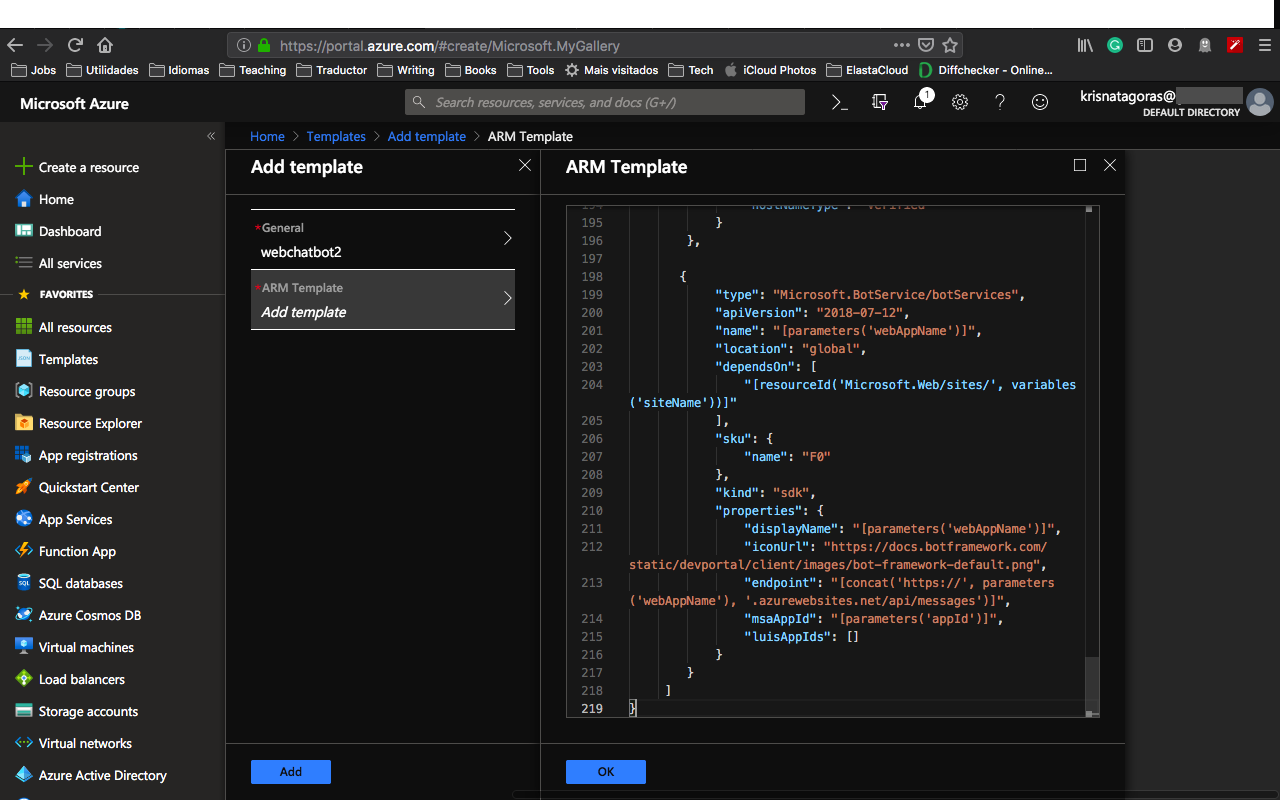 https://portal.azure.com/#create/Microsoft.MyGallery
Jobs Utilidades Idiomas Teaching Traductor Writing Books Tools Mais visitados Tech iCloud Photos ElastaCloud Diffchecker - Online...
Microsoft Azure
Search resources, services, and docs (G+/)
1
krisnatagoras@
DEFAULT DIRECTORY
Home > Templates > Add template > ARM Template
Create a resource
Home
Dashboard
All services
FAVORITES
All resources
Templates
Resource groups
Resource Explorer
App registrations
Quickstart Center
App Services
Function App
SQL databases
Azure Cosmos DB
Virtual machines
Load balancers
Storage accounts
Virtual networks
Azure Active Directory
Add template
*General
webchatbot2
*ARM Template
Add template
Add
ARM Template
194 "hostNameType": "Verified"
195 }
196 },
197
198 {
199 "type": "Microsoft.BotService/botServices",
200 "apiVersion": "2018-07-12",
201 "name": "[parameters('webAppName')]",
202 "location": "global",
203 "dependsOn": [
204 "[resourceId('Microsoft.Web/sites/', variables
('siteName'))]"
205 ],
206 "sku": {
207 "name": "F0"
208 },
209 "kind": "sdk",
210 "properties": {
211 "displayName": "[parameters('webAppName')]",
212 "iconUrl": "https://docs.botframework.com/
static/devportal/client/images/bot-framework-default.png",
213 "endpoint": "[concat('https://', parameters
('webAppName'), '.azurewebsites.net/api/messages')]",
214 "msaAppId": "[parameters('appId')]",
215 "luisAppIds": []
216 }
217 }
218 ]
219 }
OK